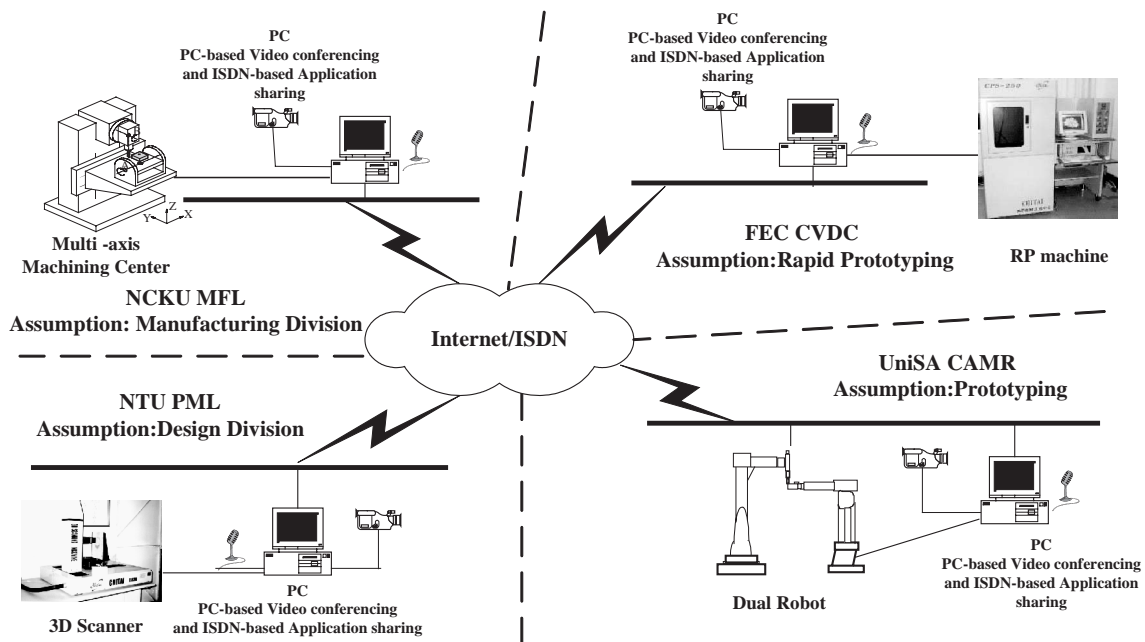 PC
PC-based Video conferencing
and ISDN-based Application
sharing
Z
Y
X
Multi -axis
Machining Center
NCKU MFL
Assumption: Manufacturing Division
PC
PC-based Video conferencing
and ISDN-based Application
sharing
CPS-250
FEC CVDC
Assumption:Rapid Prototyping
RP machine
Internet/ISDN
NTU PML
Assumption:Design Division
3D Scanner
PC
PC-based Video conferencing
and ISDN-based Application sharing
UniSA CAMR
Assumption:Prototyping
Dual Robot
PC
PC-based Video conferencing
and ISDN-based Application
sharing